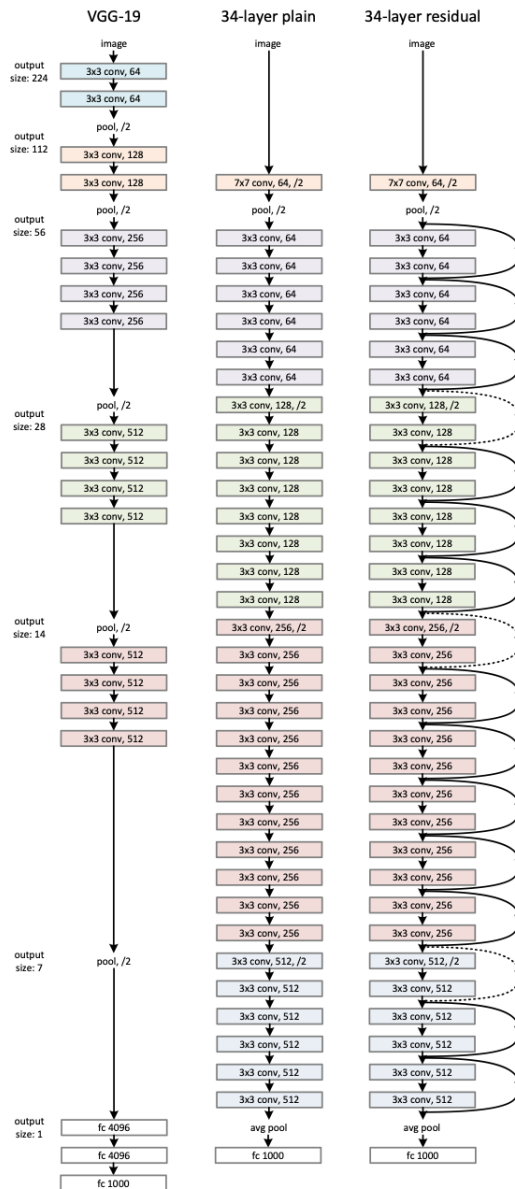 output
size: 224
output
size: 112
output
size: 56
output
size: 28
output
size: 14
output
size: 7
output
size: 1
VGG-19
image
3x3 conv, 64
3x3 conv, 64
pool, /2
3x3 conv, 128
3x3 conv, 128
pool, /2
3x3 conv, 256
3x3 conv, 256
3x3 conv, 256
3x3 conv, 256
pool, /2
3x3 conv, 512
3x3 conv, 512
3x3 conv, 512
3x3 conv, 512
pool, /2
3x3 conv, 512
3x3 conv, 512
3x3 conv, 512
3x3 conv, 512
pool, /2
fc 4096
fc 4096
fc 1000
34-layer plain
image
7x7 conv, 64, /2
pool, /2
3x3 conv, 64
3x3 conv, 64
3x3 conv, 64
3x3 conv, 64
3x3 conv, 64
3x3 conv, 64
3x3 conv, 128, /2
3x3 conv, 128
3x3 conv, 128
3x3 conv, 128
3x3 conv, 128
3x3 conv, 128
3x3 conv, 128
3x3 conv, 128
3x3 conv, 256, /2
3x3 conv, 256
3x3 conv, 256
3x3 conv, 256
3x3 conv, 256
3x3 conv, 256
3x3 conv, 256
3x3 conv, 256
3x3 conv, 256
3x3 conv, 256
3x3 conv, 256
3x3 conv, 256
3x3 conv, 512, /2
3x3 conv, 512
3x3 conv, 512
3x3 conv, 512
3x3 conv, 512
3x3 conv, 512
avg pool
fc 1000
34-layer residual
image
7x7 conv, 64, /2
pool, /2
3x3 conv, 64
3x3 conv, 64
3x3 conv, 64
3x3 conv, 64
3x3 conv, 64
3x3 conv, 64
3x3 conv, 128, /2
3x3 conv, 128
3x3 conv, 128
3x3 conv, 128
3x3 conv, 128
3x3 conv, 128
3x3 conv, 128
3x3 conv, 128
3x3 conv, 256, /2
3x3 conv, 256
3x3 conv, 256
3x3 conv, 256
3x3 conv, 256
3x3 conv, 256
3x3 conv, 256
3x3 conv, 256
3x3 conv, 256
3x3 conv, 256
3x3 conv, 256
3x3 conv, 256
3x3 conv, 512, /2
3x3 conv, 512
3x3 conv, 512
3x3 conv, 512
3x3 conv, 512
3x3 conv, 512
avg pool
fc 1000